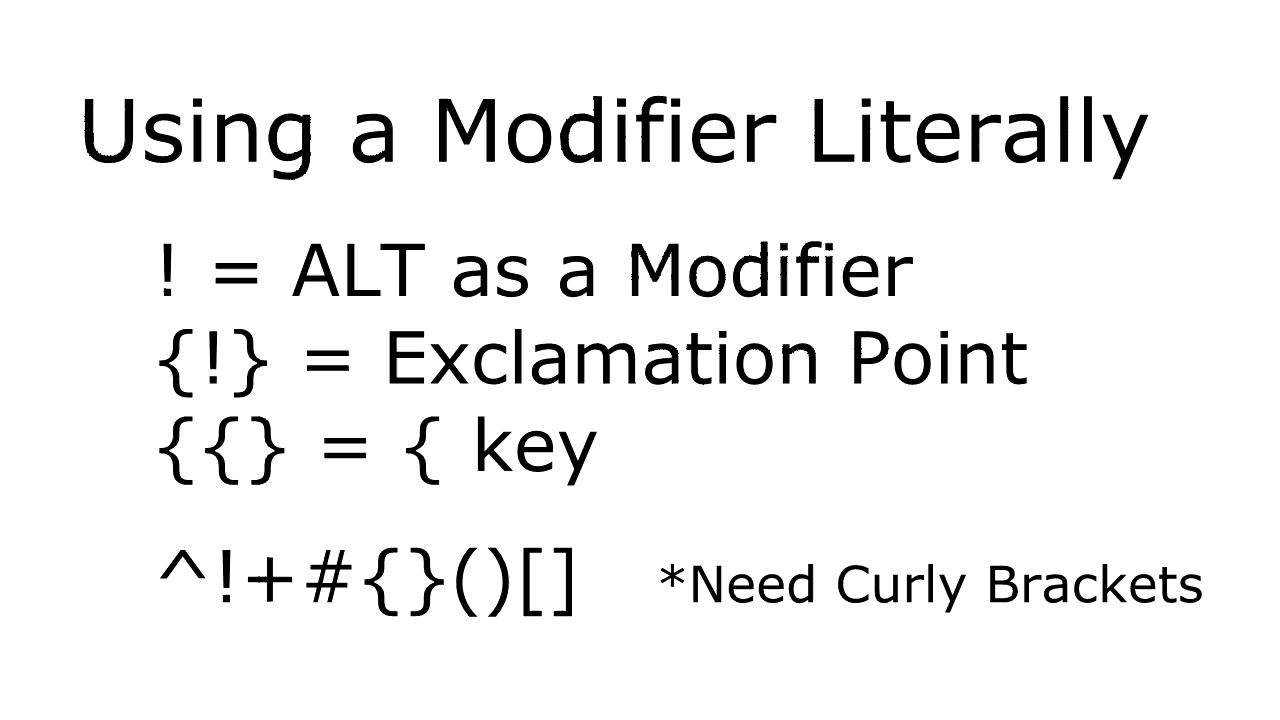 Using a Modifier Literally
! = ALT as a Modifier
{!} = Exclamation Point
{{} = { key
^!+#{}()[] *Need Curly Brackets